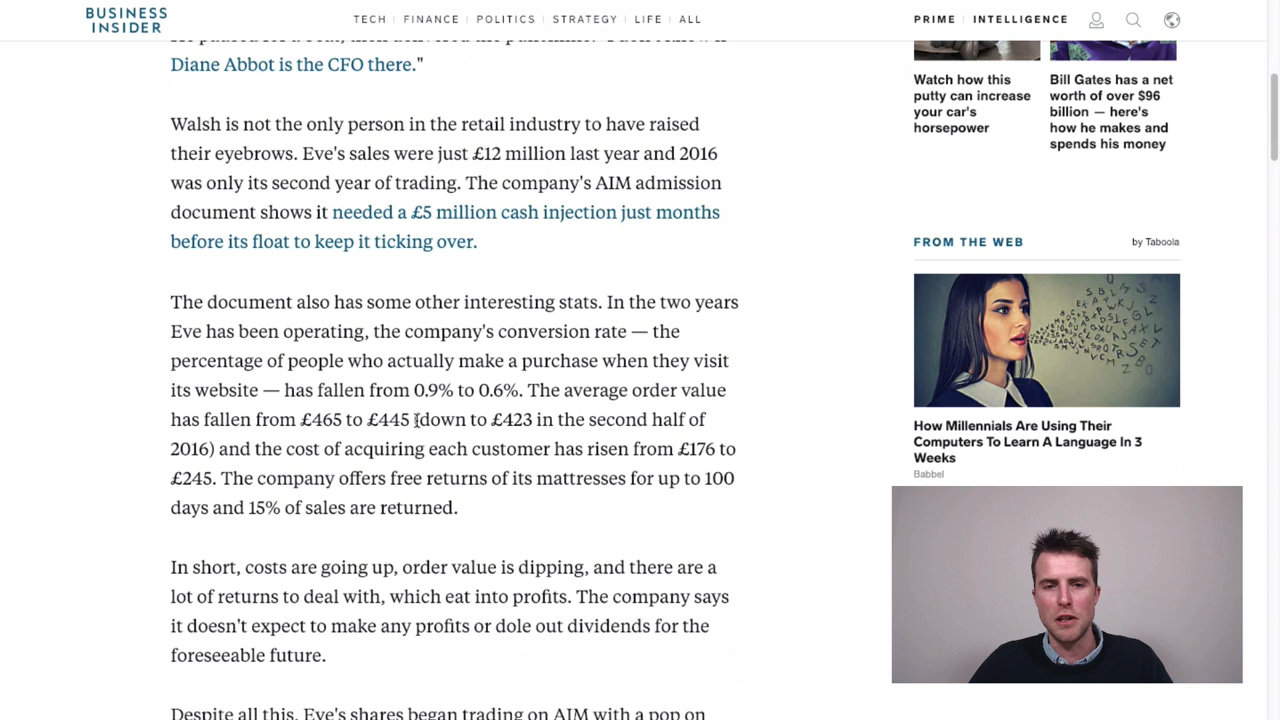 BUSINESS
INSIDER
TECH FINANCE POLITICS STRATEGY LIFE ALL
PRIME INTELLIGENCE
Diane Abbot is the CFO there."
Walsh is not the only person in the retail industry to have raised
their eyebrows. Eve's sales were just £12 million last year and 2016
was only its second year of trading. The company's AIM admission
document shows it needed a £5 million cash injection just months
before its float to keep it ticking over.
The document also has some other interesting stats. In the two years
Eve has been operating, the company's conversion rate — the
percentage of people who actually make a purchase when they visit
its website — has fallen from 0.9% to 0.6%. The average order value
has fallen from £465 to £445 (down to £423 in the second half of
2016) and the cost of acquiring each customer has risen from £176 to
£245. The company offers free returns of its mattresses for up to 100
days and 15% of sales are returned.
In short, costs are going up, order value is dipping, and there are a
lot of returns to deal with, which eat into profits. The company says
it doesn't expect to make any profits or dole out dividends for the
foreseeable future.
Despite all this, Eve's shares began trading on AIM with a pop on
Watch how this
putty can increase
your car's
horsepower
Bill Gates has a net
worth of over $96
billion — here's
how he makes and
spends his money
FROM THE WEB
by Taboola
How Millennials Are Using Their
Computers To Learn A Language In 3
Weeks
Babbel